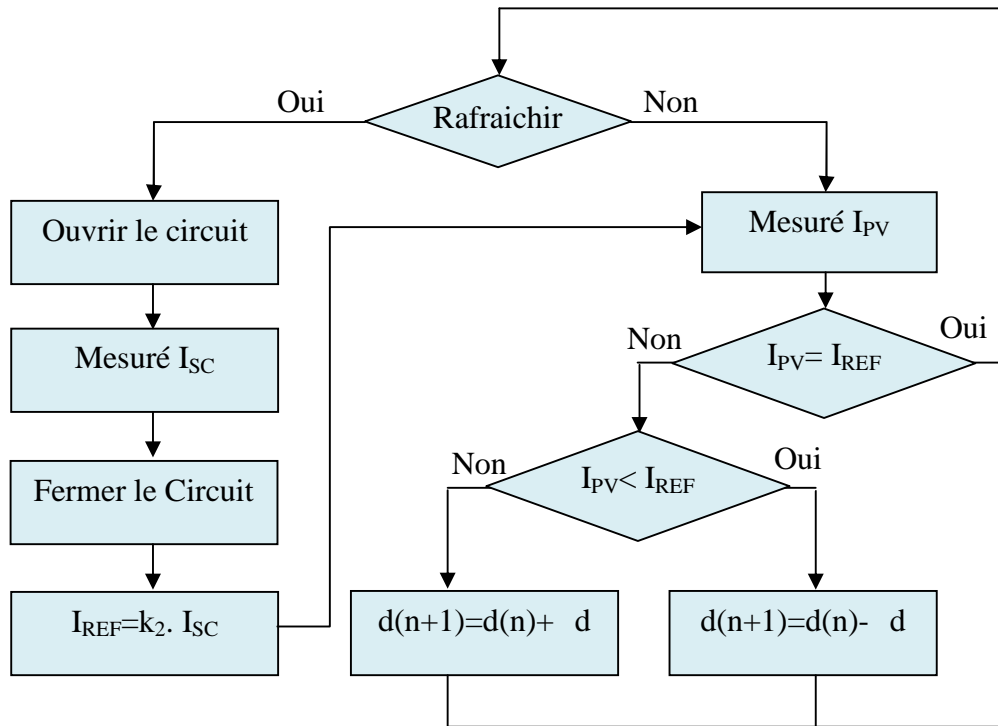 Rafraichir
Oui
Non
Ouvrir le circuit
Mesuré I_SC
Fermer le Circuit
I_REF=k_2. I_SC
Mesuré I_PV
I_PV= I_REF
Non
Oui
I_PV< I_REF
Non
Oui
d(n+1)=d(n)+ d
d(n+1)=d(n)- d